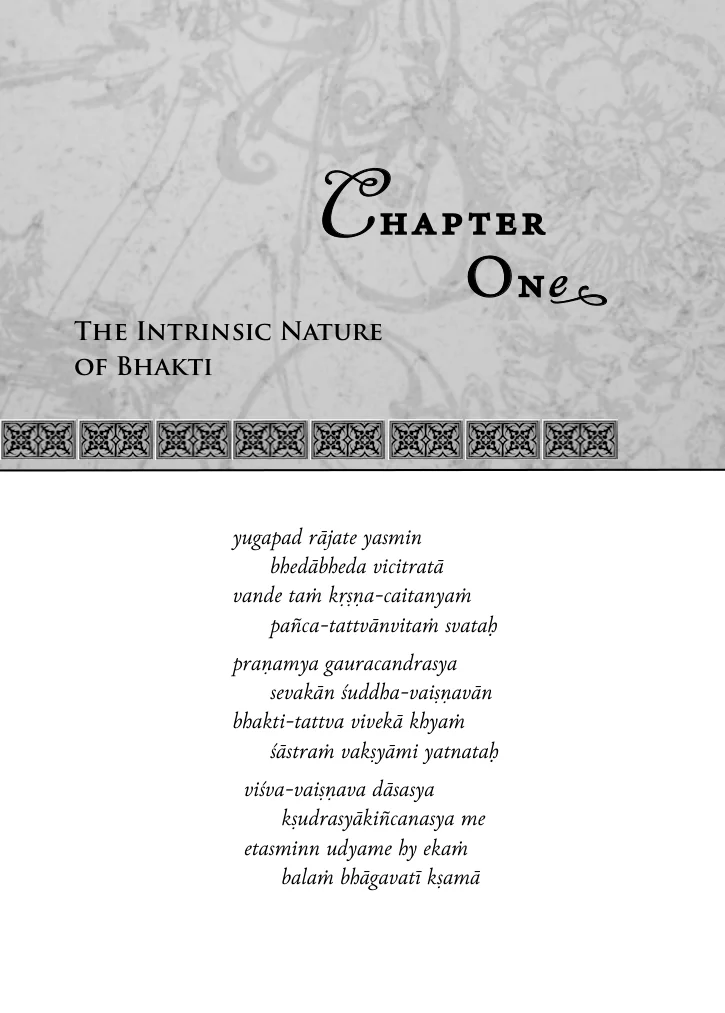 Chapter
One
The Intrinsic Nature
of Bhakti
yugapad rājate yasmin
bhedābheda vicitratā
vande taṁ kṛṣṇa-caitanyaṁ
pañca-tattvānvitaṁ svataḥ
praṇamya gauracandrasya
sevakān śuddha-vaiṣṇavān
bhakti-tattva vivekā khyaṁ
śāstraṁ vakṣyāmi yatnataḥ
viśva-vaiṣṇava dāsasya
kṣudrasyākiñcanasya me
etasminn udyame hy ekaṁ
balaṁ bhāgavatī kṣamā